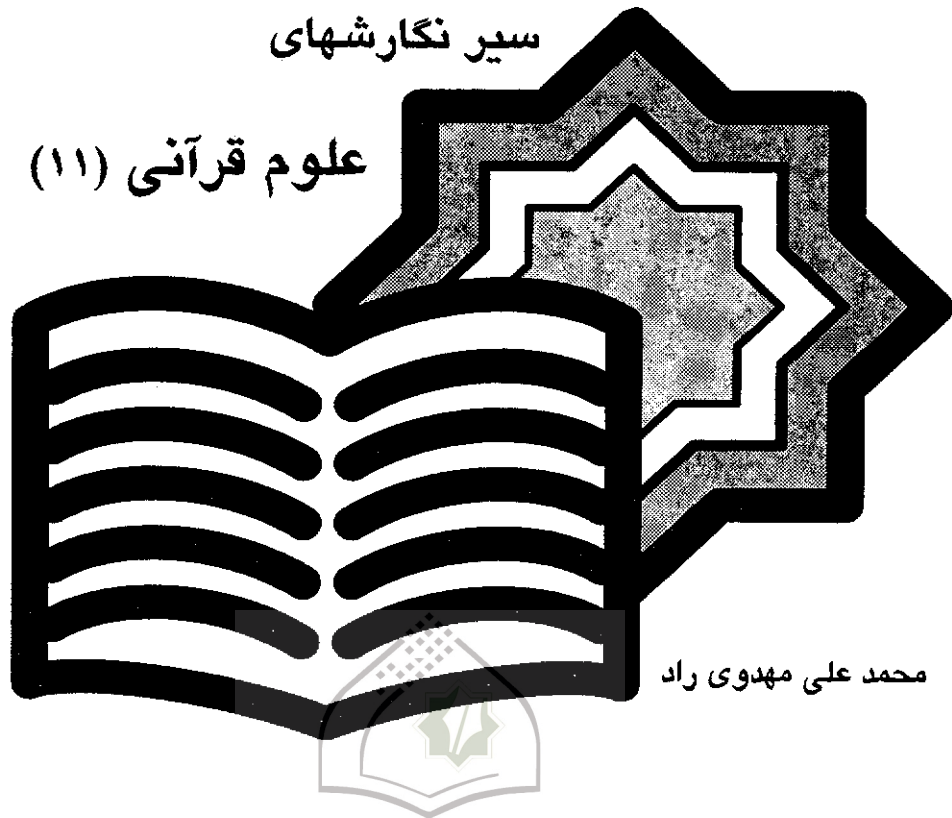 سیر نگارشهای
علوم قرآنی (۱۱)
محمد علی مهدوی راد